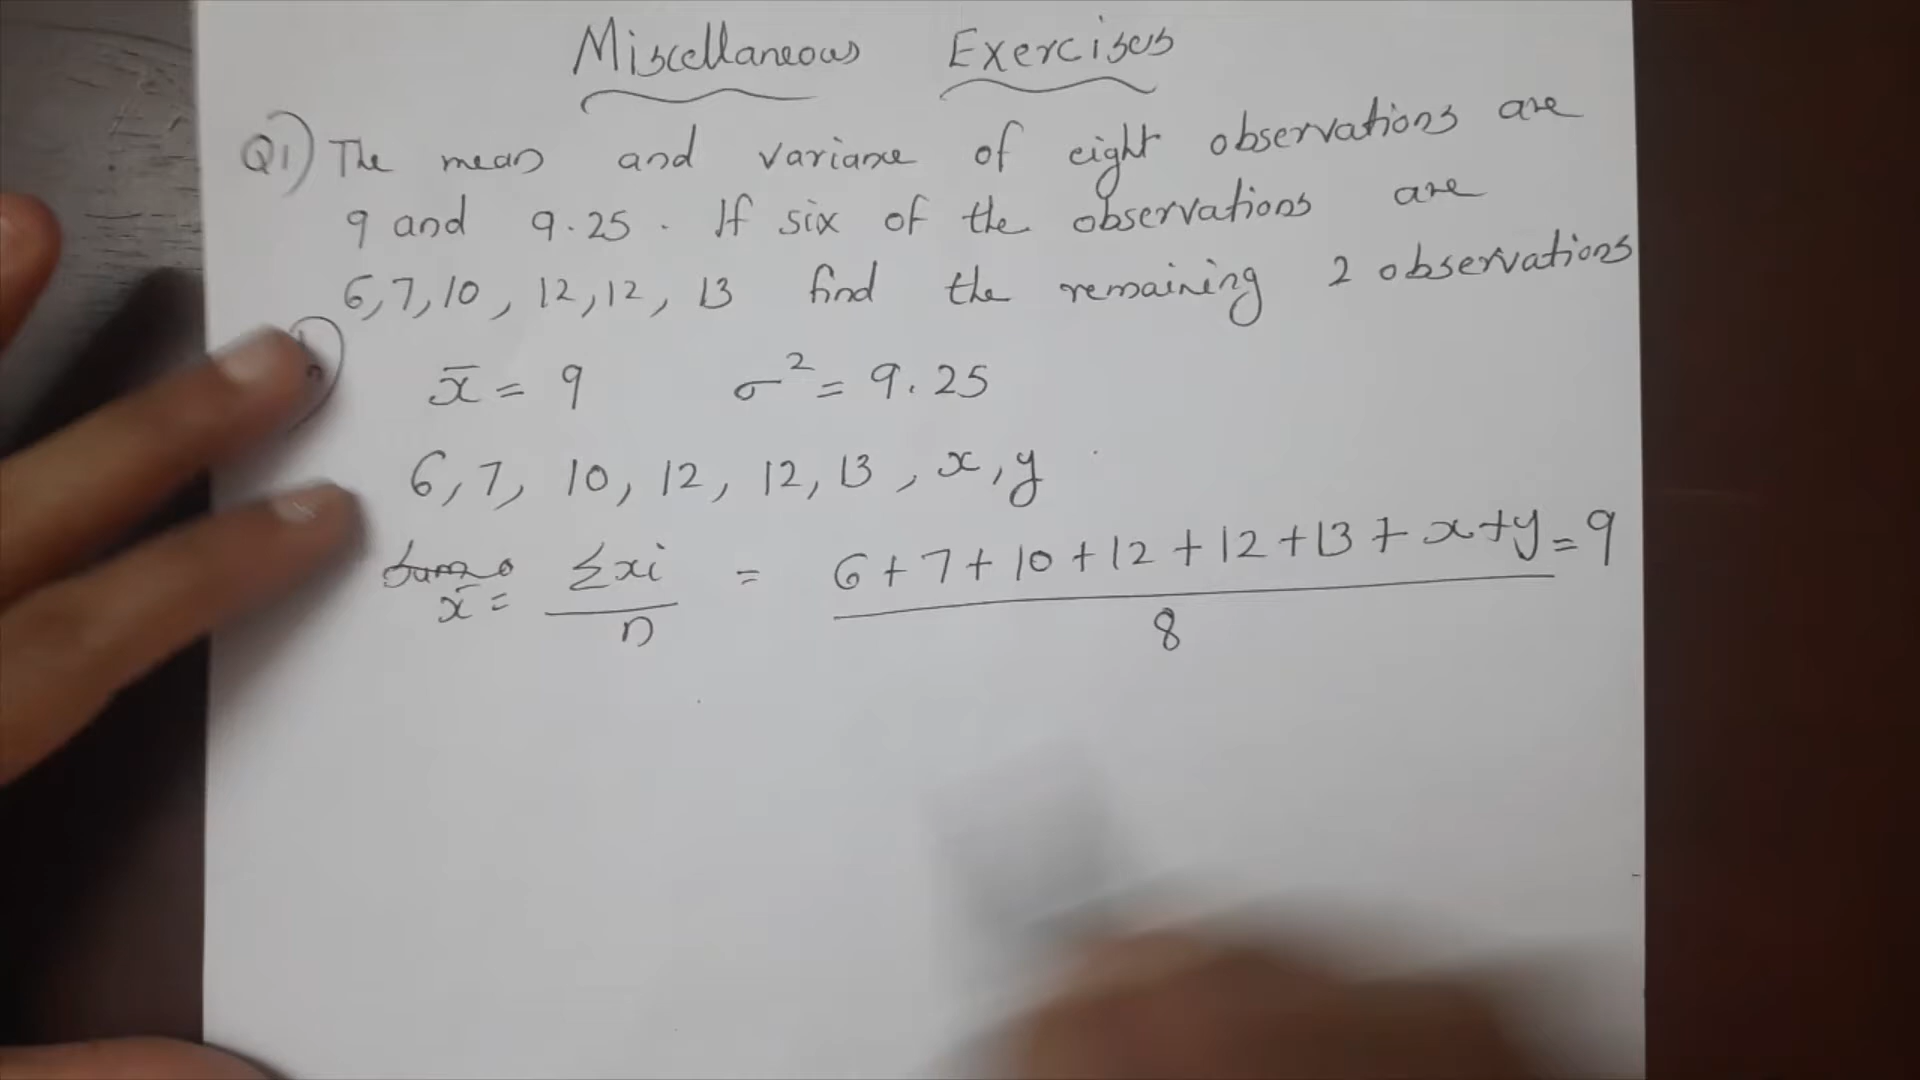 Miscellaneous Exercises
Q1) The mean and variance of eight observations are
9 and 9.25. If six of the observations are
6, 7, 10, 12, 12, 13 find the remaining 2 observations
x̄ = 9 σ² = 9.25
6, 7, 10, 12, 12, 13, x, y
x̄ = Σxi / n = 6 + 7 + 10 + 12 + 12 + 13 + x + y / 8 = 9